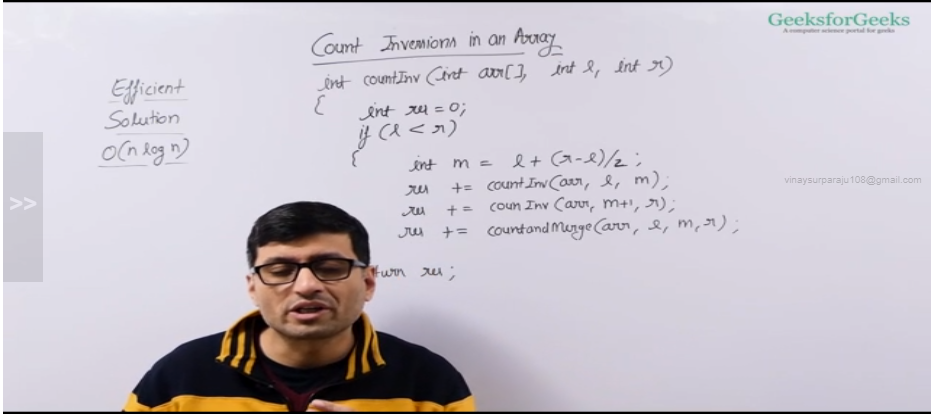 GeeksforGeeks
A computer science portal for geeks
Count Inversions in an Array
int countInv (int arr[], int l, int r)
{
int res = 0;
if (l < r)
{
int m = l + (r-l)/2;
res += countInv(arr, l, m);
res += counInv (arr, m+1, r);
res += countandMerge(arr, l, m, r);
turn res;
Efficient
Solution
O(n log n)
>>
vinaysurparaju108@gmail.com